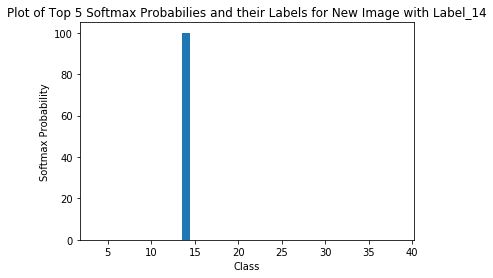 Plot of Top 5 Softmax Probabilies and their Labels for New Image with Label_14
100
80
60
40
20
0
Softmax Probability
5 10 15 20 25 30 35 40
Class